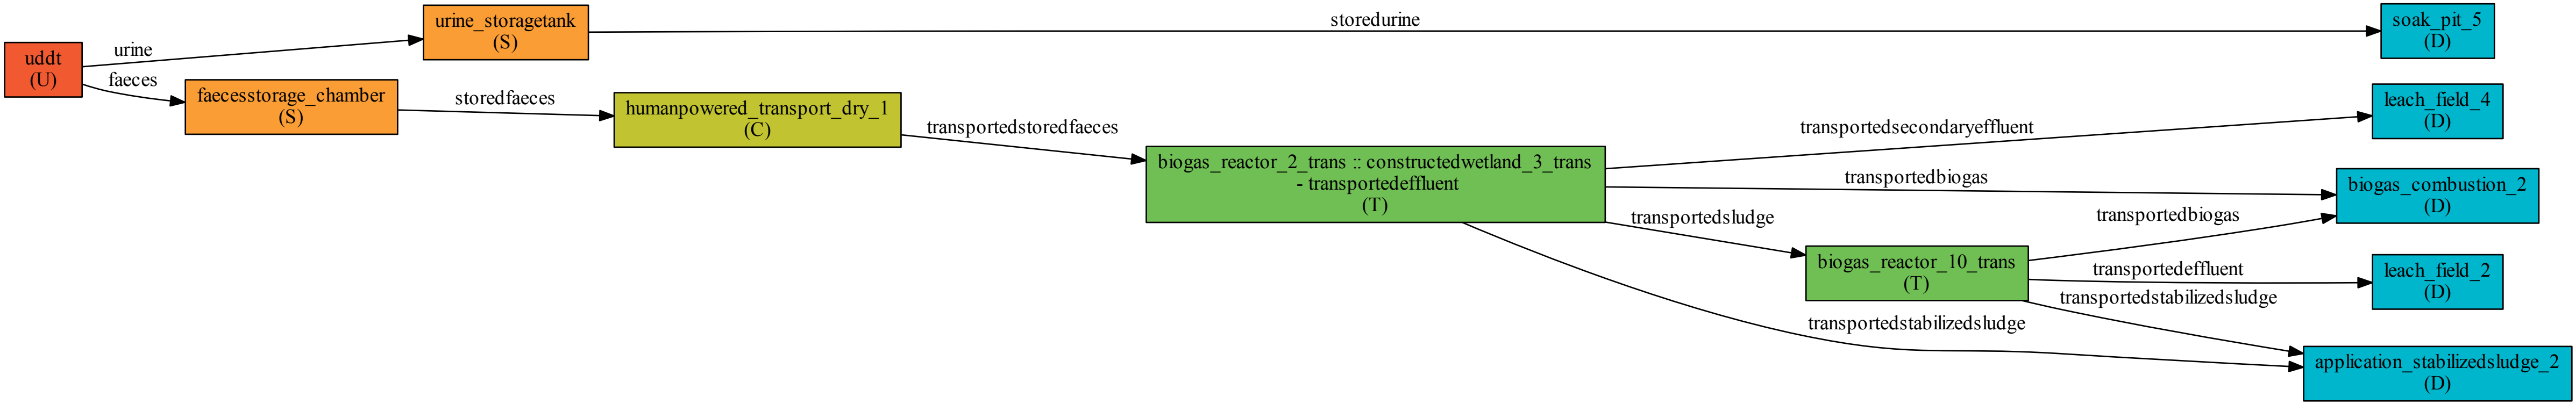 uddt
(U)
urine
faeces
urine_storagetank
(S)
faecesstorage_chamber
(S)
storedurine
storedfaeces
humanpowered_transport_dry_1
(C)
transportedstoredfaeces
biogas_reactor_2_trans :: constructedwetland_3_trans
- transportedeffluent
(T)
transportedsecondaryeffluent
transportedbiogas
transportedsludge
transportedstabilizedsludge
biogas_reactor_10_trans
(T)
transportedbiogas
transportedeffluent
transportedstabilizedsludge
soak_pit_5
(D)
leach_field_4
(D)
biogas_combustion_2
(D)
leach_field_2
(D)
application_stabilizedsludge_2
(D)